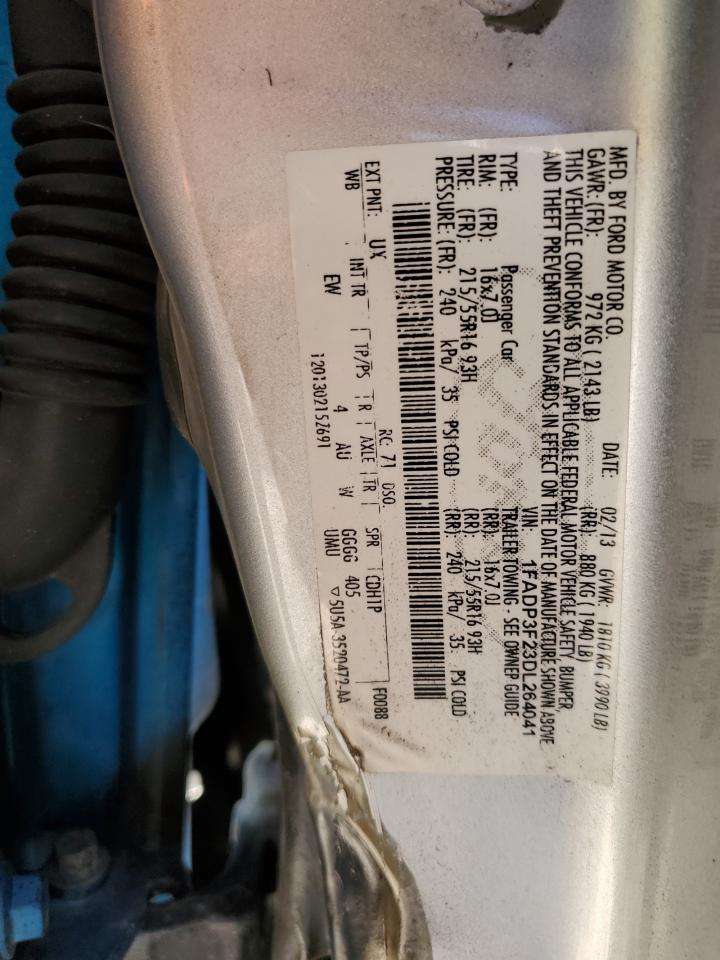 MFD. BY FORD MOTOR CO. DATE: 02/13 GVWR: 1810 KG ( 3990 LB)
GAWR: (FR): 972 KG ( 2143 LB) (RR): 880 KG ( 1940 LB)
THIS VEHICLE CONFORMS TO ALL APPLICABLE FEDERAL MOTOR VEHICLE SAFETY, BUMPER,
AND THEFT PREVENTION STANDARDS IN EFFECT ON THE DATE OF MANUFACTURE SHOWN ABOVE
VIN: 1FADP3F23DL264041
TYPE: Passenger Car TRAILER TOWING - SEE OWNER GUIDE
RIM: (FR): 16x7.0J (RR): 16x7.0J
TIRE: (FR): 215/55R16 93H (RR): 215/55R16 93H
PRESSURE: (FR): 240 kPa/ 35 PSI COLD (RR): 240 kPa/ 35 PSI COLD
F0088
EXT PNT: UX RC: 71 DSO: CDH1P
WB INT TR TP/PS R AXLE TR SPR
EW 4 AU W GGGG 405
UMU
1201302152691 ▽5U5A-3520472-AA